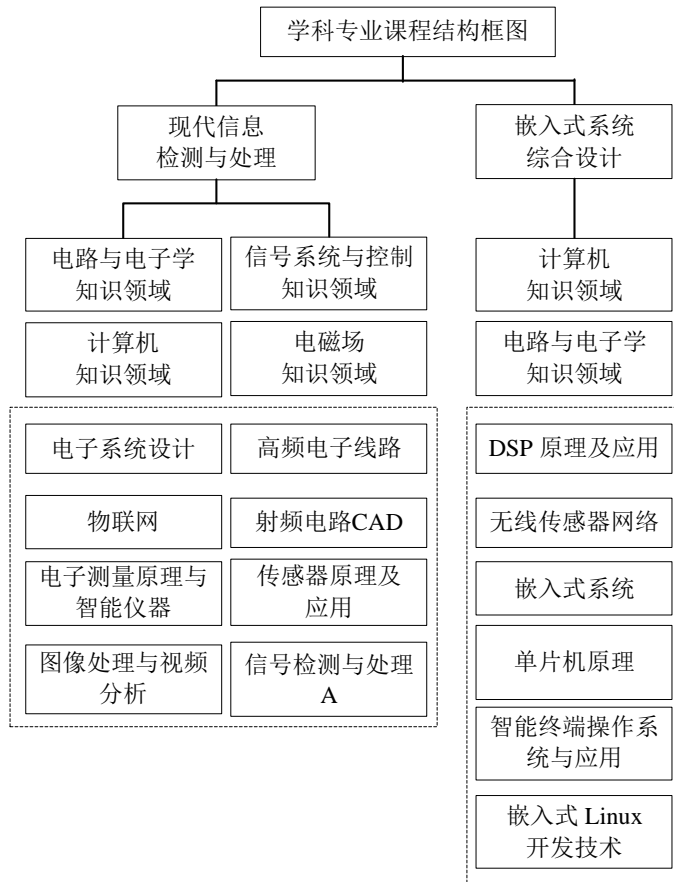 学科专业课程结构框图
现代信息
检测与处理
嵌入式系统
综合设计
电路与电子学
知识领域
信号系统与控制
知识领域
计算机
知识领域
计算机
知识领域
电磁场
知识领域
电路与电子学
知识领域
电子系统设计
高频电子线路
DSP 原理及应用
物联网
射频电路CAD
无线传感器网络
电子测量原理与
智能仪器
传感器原理及
应用
嵌入式系统
图像处理与视频
分析
信号检测与处理
A
单片机原理
智能终端操作系
统与应用
嵌入式 Linux
开发技术